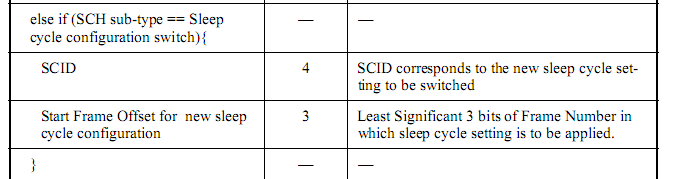 else if (SCH sub-type == Sleep — —
cycle configuration switch){
SCID 4 SCID corresponds to the new sleep cycle set-
ting to be switched
Start Frame Offset for new sleep 3 Least Significant 3 bits of Frame Number in
cycle configuration which sleep cycle setting is to be applied.
} — —